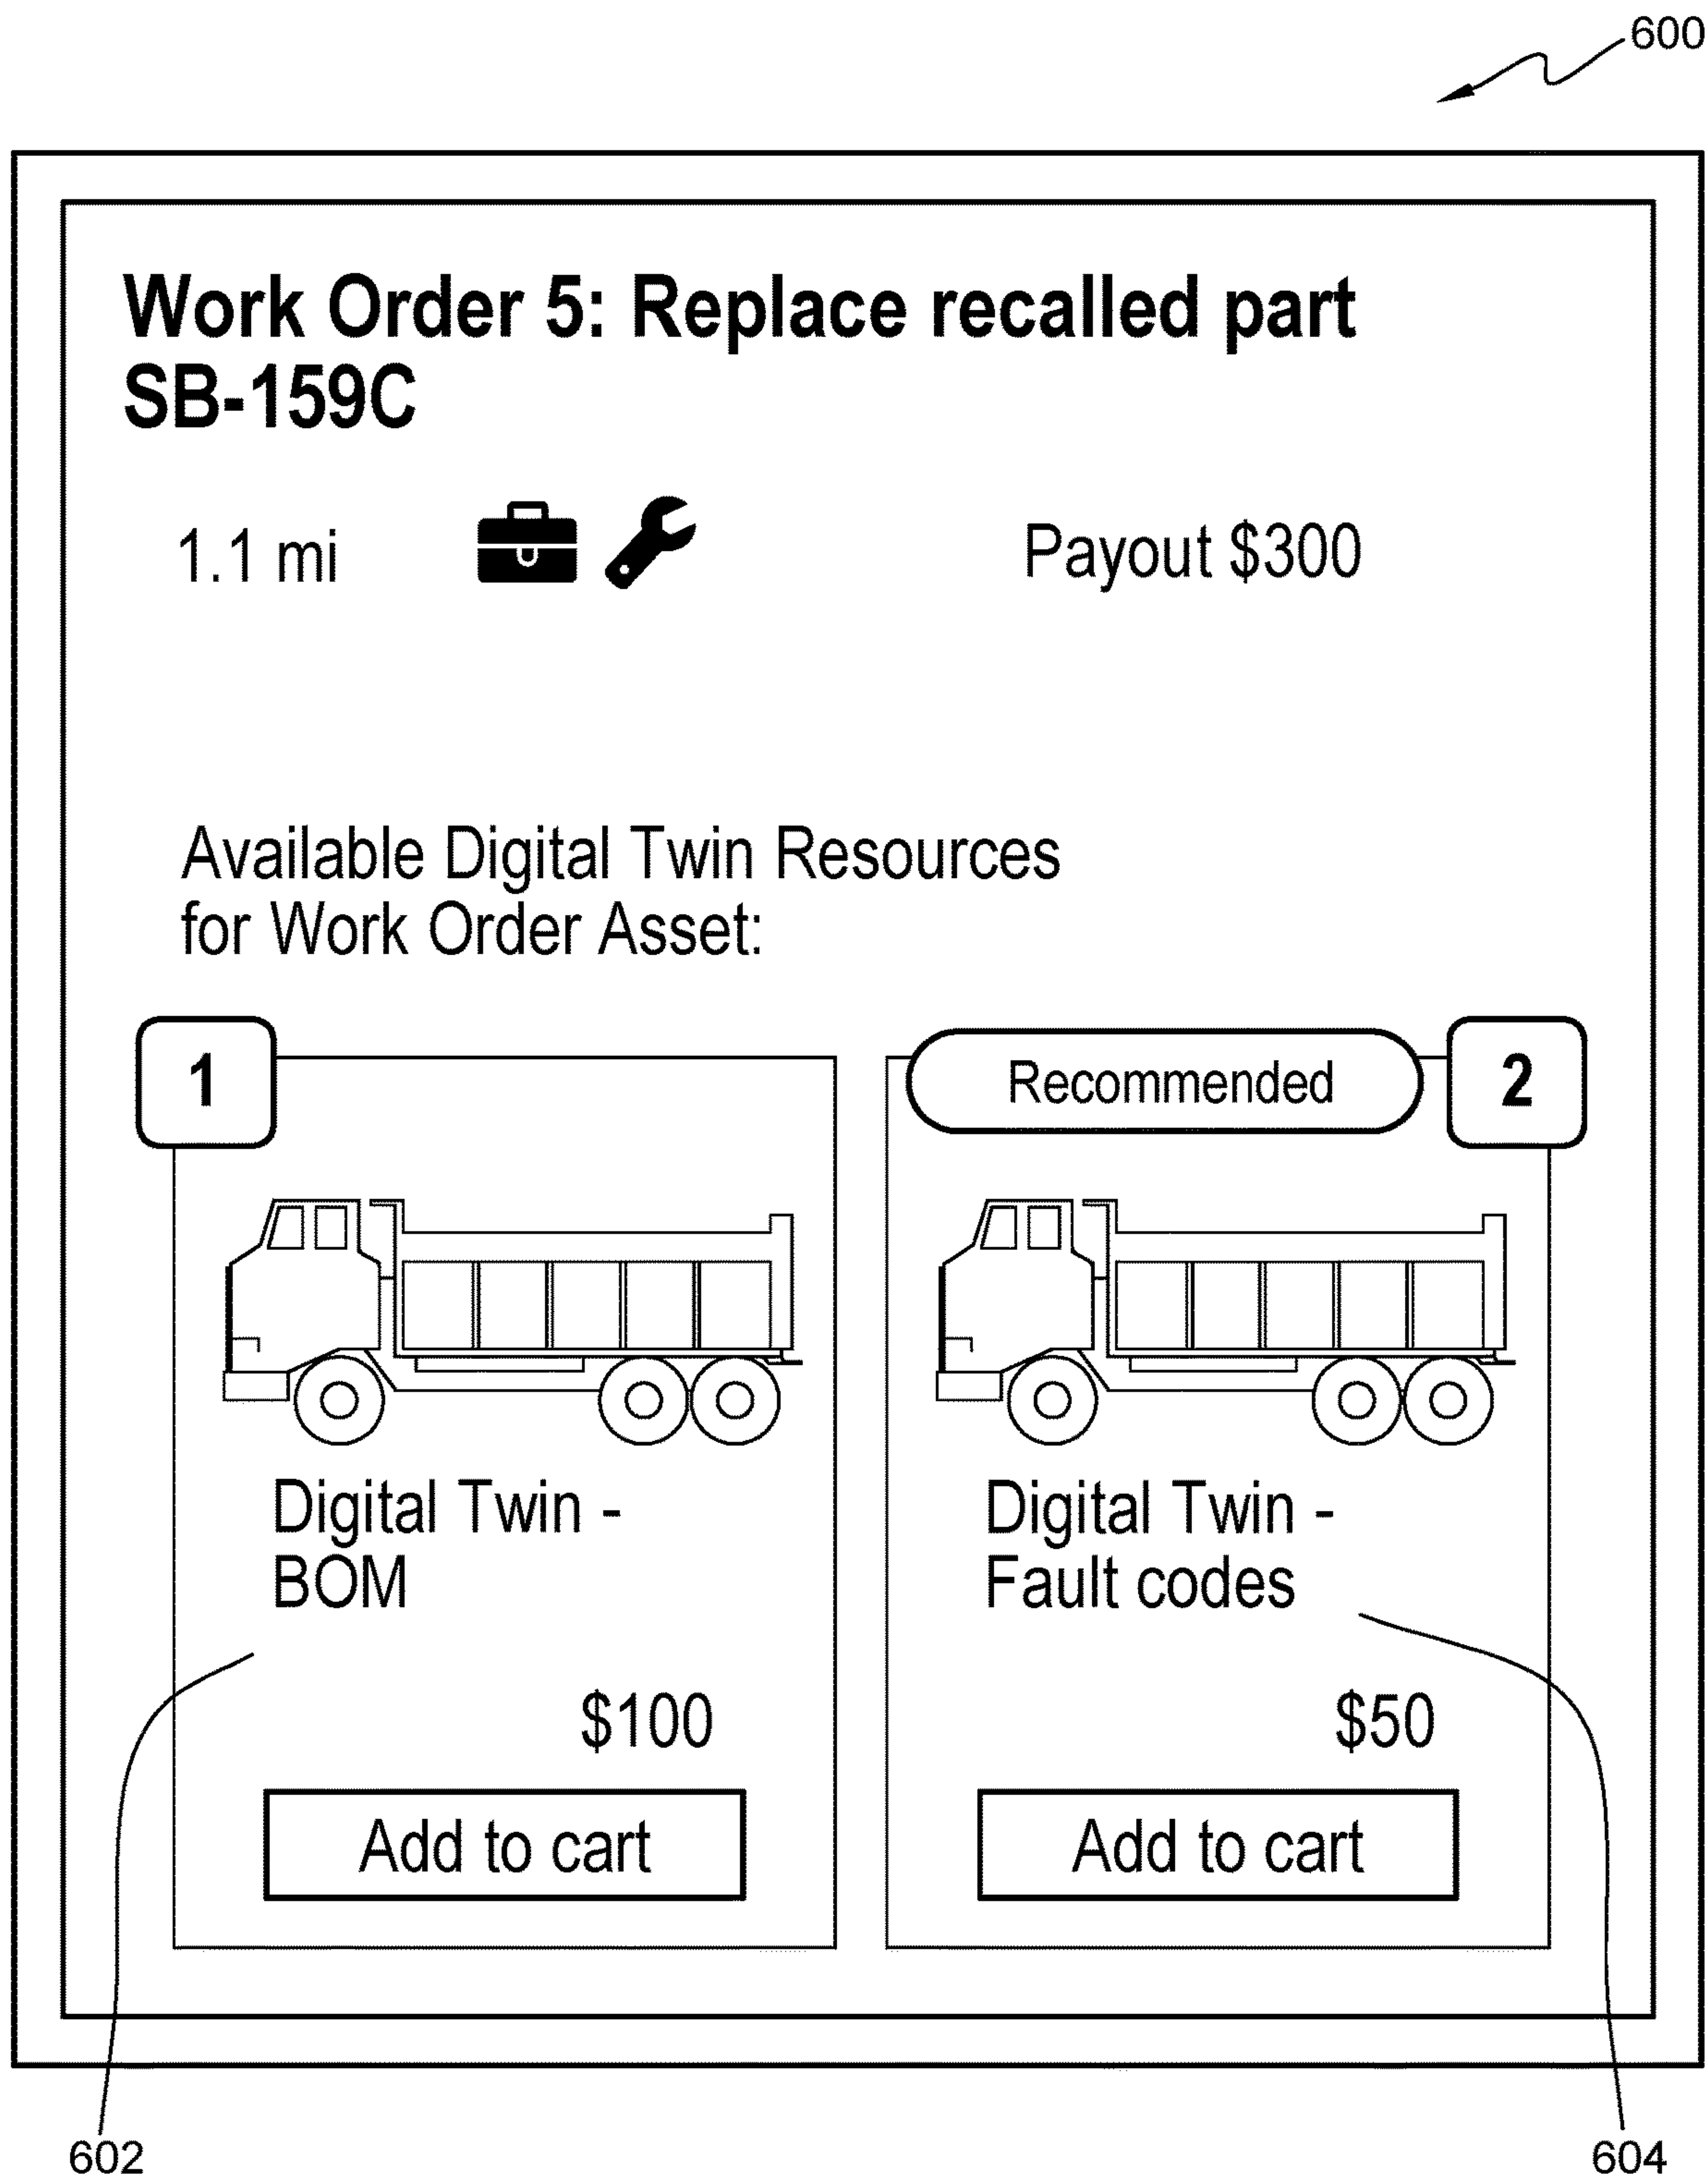 600
Work Order 5: Replace recalled part
SB-159C
1.1 mi
Payout $300
Available Digital Twin Resources
for Work Order Asset:
1
Recommended
2
Digital Twin -
BOM
$100
Add to cart
Digital Twin -
Fault codes
$50
Add to cart
602
604